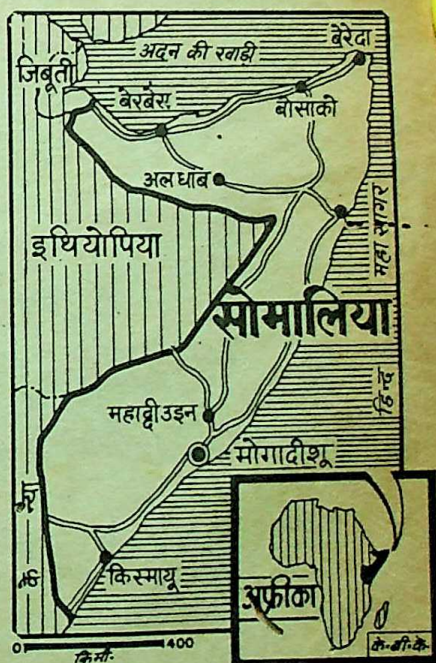 बेरेदा
अदन की खाड़ी
जिबूती
बेरबेरा
बोसाको
अल धाब
महा सागर
इथियोपिया
सोमालिया
हिन्द
महाद्दीउइन
मोगादीशू
किस्मायू
अफ्रीका
0 400
कि.मी.
के-बी-के-